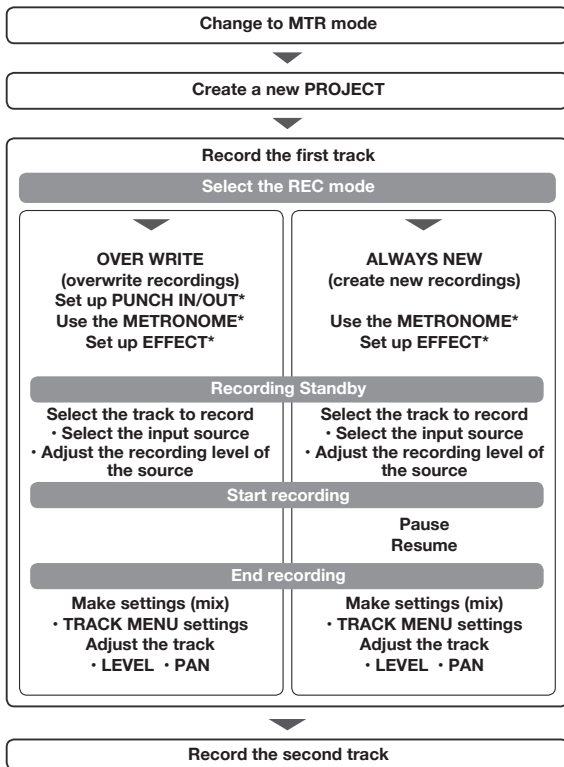 Change to MTR mode
Create a new PROJECT
Record the first track
Select the REC mode
OVER WRITE
(overwrite recordings)
Set up PUNCH IN/OUT*
Use the METRONOME*
Set up EFFECT*
ALWAYS NEW
(create new recordings)
Use the METRONOME*
Set up EFFECT*
Recording Standby
Select the track to record
・Select the input source
・Adjust the recording level of
the source
Select the track to record
・Select the input source
・Adjust the recording level of
the source
Start recording
Pause
Resume
End recording
Make settings (mix)
・TRACK MENU settings
Adjust the track
・LEVEL ・PAN
Make settings (mix)
・TRACK MENU settings
Adjust the track
・LEVEL ・PAN
Record the second track